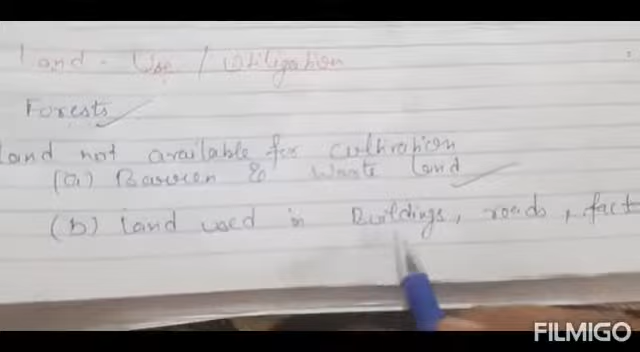 Land - Use / Utilization
Forests
Land not available for cultivation
(a) Barren & Waste land
(b) Land used in Buildings, roads, fact
FILMIGO